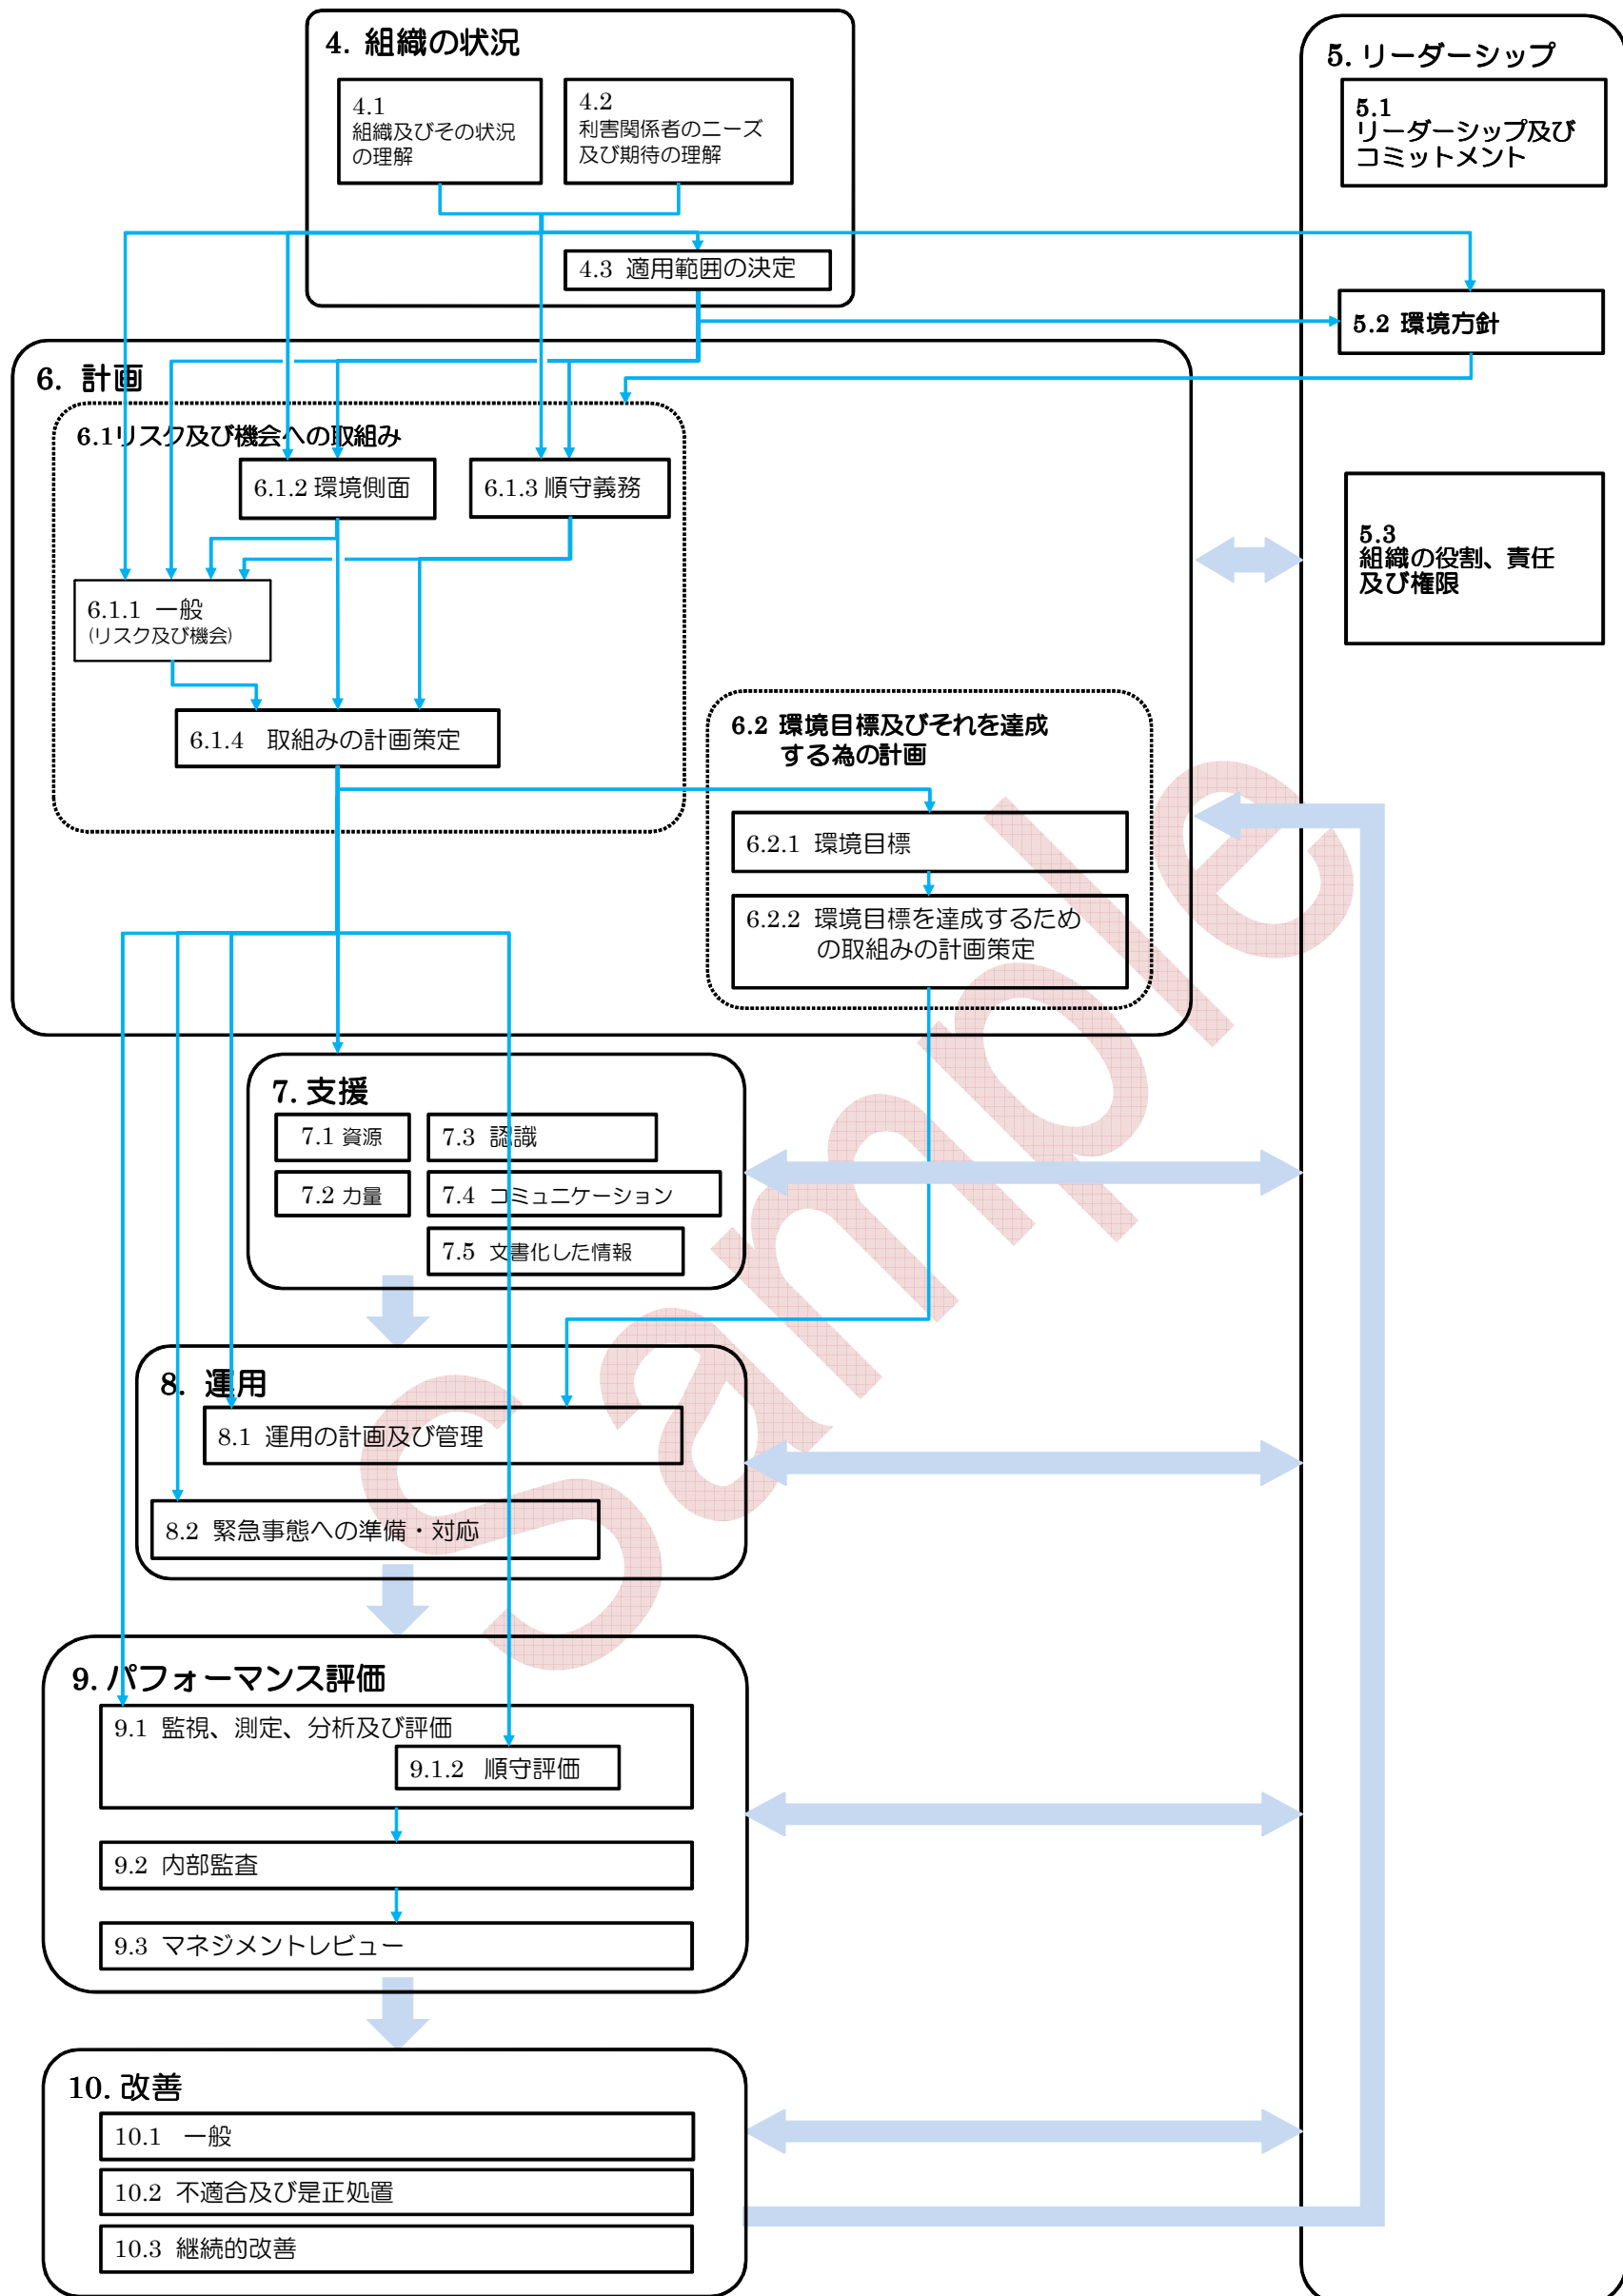 4. 組織の状況
4.1
組織及びその状況
の理解
4.2
利害関係者のニーズ
及び期待の理解
4.3 適用範囲の決定
5. リーダーシップ
5.1
リーダーシップ及び
コミットメント
5.2 環境方針
5.3
組織の役割、責任
及び権限
6. 計画
6.1リスク及び機会への取組み
6.1.2 環境側面
6.1.3 順守義務
6.1.1 一般
(リスク及び機会)
6.1.4 取組みの計画策定
6.2 環境目標及びそれを達成
する為の計画
6.2.1 環境目標
6.2.2 環境目標を達成するため
の取組みの計画策定
7. 支援
7.1 資源
7.3 認識
7.2 力量
7.4 コミュニケーション
7.5 文書化した情報
8. 運用
8.1 運用の計画及び管理
8.2 緊急事態への準備・対応
9. パフォーマンス評価
9.1 監視、測定、分析及び評価
9.1.2 順守評価
9.2 内部監査
9.3 マネジメントレビュー
10. 改善
10.1 一般
10.2 不適合及び是正処置
10.3 継続的改善
Sample